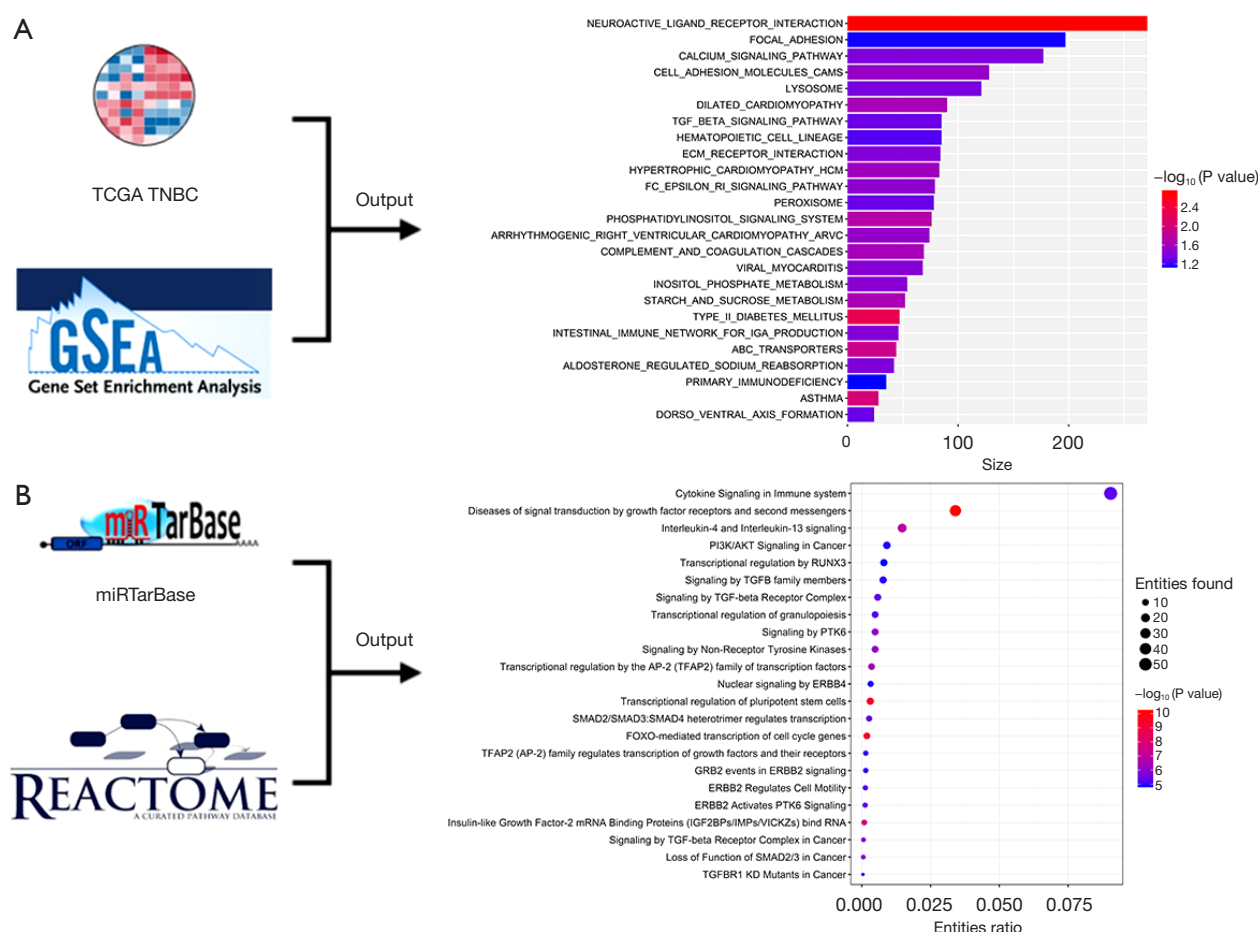 A
TCGA TNBC
GSEA
Gene Set Enrichment Analysis
Output
NEUROACTIVE_LIGAND_RECEPTOR_INTERACTION
FOCAL_ADHESION
CALCIUM_SIGNALING_PATHWAY
CELL_ADHESION_MOLECULES_CAMS
LYSOSOME
DILATED_CARDIOMYOPATHY
TGF_BETA_SIGNALING_PATHWAY
HEMATOPOIETIC_CELL_LINEAGE
ECM_RECEPTOR_INTERACTION
HYPERTROPHIC_CARDIOMYOPATHY_HCM
FC_EPSILON_RI_SIGNALING_PATHWAY
PEROXISOME
PHOSPHATIDYLINOSITOL_SIGNALING_SYSTEM
ARRHYTHMOGENIC_RIGHT_VENTRICULAR_CARDIOMYOPATHY_ARVC
COMPLEMENT_AND_COAGULATION_CASCADES
VIRAL_MYOCARDITIS
INOSITOL_PHOSPHATE_METABOLISM
STARCH_AND_SUCROSE_METABOLISM
TYPE_II_DIABETES_MELLITUS
INTESTINAL_IMMUNE_NETWORK_FOR_IGA_PRODUCTION
ABC_TRANSPORTERS
ALDOSTERONE_REGULATED_SODIUM_REABSORPTION
PRIMARY_IMMUNODEFICIENCY
ASTHMA
DORSO_VENTRAL_AXIS_FORMATION
0 100 200
Size
−log₁₀ (P value)
2.4
2.0
1.6
1.2
B
miRTarBase
ORF
AAAA
miRTarBase
REACTOME
A CURATED PATHWAY DATABASE
Output
Cytokine Signaling in Immune system
Diseases of signal transduction by growth factor receptors and second messengers
Interleukin-4 and Interleukin-13 signaling
PI3K/AKT Signaling in Cancer
Transcriptional regulation by RUNX3
Signaling by TGFB family members
Signaling by TGF-beta Receptor Complex
Transcriptional regulation of granulopoiesis
Signaling by PTK6
Signaling by Non-Receptor Tyrosine Kinases
Transcriptional regulation by the AP-2 (TFAP2) family of transcription factors
Nuclear signaling by ERBB4
Transcriptional regulation of pluripotent stem cells
SMAD2/SMAD3:SMAD4 heterotrimer regulates transcription
FOXO-mediated transcription of cell cycle genes
TFAP2 (AP-2) family regulates transcription of growth factors and their receptors
GRB2 events in ERBB2 signaling
ERBB2 Regulates Cell Motility
ERBB2 Activates PTK6 Signaling
Insulin-like Growth Factor-2 mRNA Binding Proteins (IGF2BPs/IMPs/VICKZs) bind RNA
Signaling by TGF-beta Receptor Complex in Cancer
Loss of Function of SMAD2/3 in Cancer
TGFBR1 KD Mutants in Cancer
0.000 0.025 0.050 0.075
Entities ratio
Entities found
10
20
30
40
50
−log₁₀ (P value)
10
9
8
7
6
5